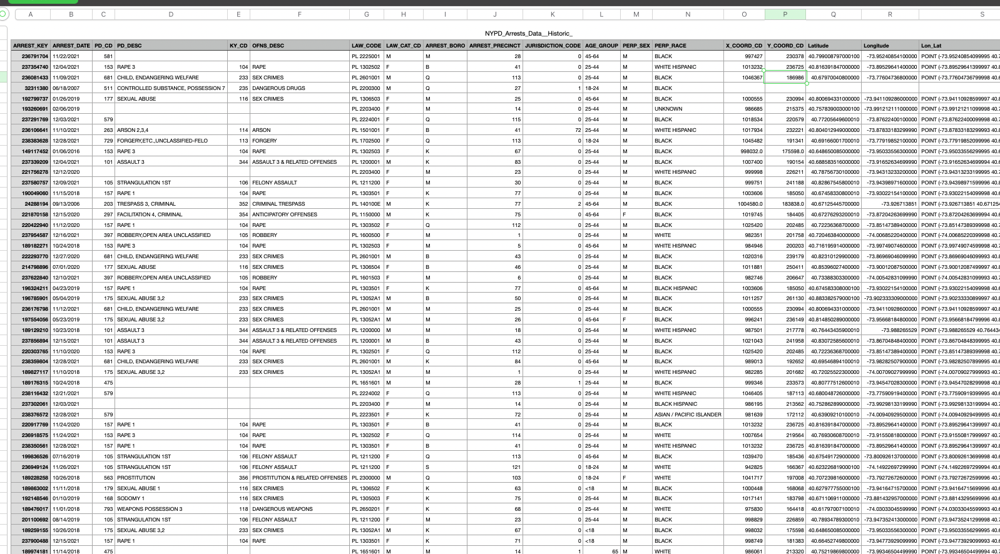 A B C D E F G H I J K L M N O P Q R S
NYPD_Arrests_Data__Historic_
ARREST_KEY ARREST_DATE PD_CD PD_DESC KY_CD OFNS_DESC LAW_CODE LAW_CAT_CD ARREST_BORO ARREST_PRECINCT JURISDICTION_CODE AGE_GROUP PERP_SEX PERP_RACE X_COORD_CD Y_COORD_CD Latitude Longitude Lon_Lat
236791704 11/22/2021 581 PL 2225001 M M 28 0 45-64 M BLACK 997427 230378 40.799008797000100 -73.95240854100000 POINT (-73.95240854099996 40.7
237354740 12/04/2021 153 RAPE 3 104 RAPE PL 1302502 F B 41 0 25-44 M WHITE HISPANIC 1013232 236725 40.816391847000000 -73.89529641400000 POINT (-73.89529641399997 40.8
236081433 11/09/2021 681 CHILD, ENDANGERING WELFARE 233 SEX CRIMES PL 2601001 M Q 113 0 25-44 M BLACK 1046367 186986 40.67970040800000 -73.77604736800000 POINT (-73.77604736799998 40.6
32311380 06/18/2007 511 CONTROLLED SUBSTANCE, POSSESSION 7 235 DANGEROUS DRUGS PL 2200300 M Q 27 1 18-24 M BLACK
192799737 01/26/2019 177 SEXUAL ABUSE 116 SEX CRIMES PL 1306503 F M 25 0 45-64 M BLACK 1000555 230994 40.800694331000000 -73.941109286000000 POINT (-73.94110928599997 40.8
193260691 02/06/2019 PL 2203400 F M 14 0 25-44 M UNKNOWN 986685 215375 40.757839003000100 -73.991212111000000 POINT (-73.99121211099998 40.7
237291769 12/03/2021 579 PL 2224001 F Q 115 0 25-44 M BLACK 1018534 220579 40.77205649600010 -73.87622400100000 POINT (-73.87622400099998 40.7
236106641 11/10/2021 263 ARSON 2,3,4 114 ARSON PL 1501001 F B 41 72 25-44 M WHITE HISPANIC 1017934 232221 40.804012949000000 -73.87833183299990 POINT (-73.87833183299993 40.8
238383628 12/28/2021 729 FORGERY,ETC.,UNCLASSIFIED-FELO 113 FORGERY PL 1702500 F Q 113 0 18-24 M BLACK 1045482 191341 40.69166001700010 -73.77919852100000 POINT (-73.77919852099996 40.6
149117452 01/06/2016 153 RAPE 3 104 RAPE PL 1302503 F K 67 0 25-44 M BLACK 998032.0 175598.0 40.648650085000000 -73.95033556300000 POINT (-73.95033556299995 40.6
237339209 12/04/2021 101 ASSAULT 3 344 ASSAULT 3 & RELATED OFFENSES PL 1200001 M K 83 0 25-44 M BLACK 1007400 190154 40.688583516000000 -73.91652634700000 POINT (-73.91652634699994 40.6
221756278 12/12/2020 PL 2203400 F M 23 0 25-44 M WHITE HISPANIC 999998 226211 40.78756730100000 -73.94313233200000 POINT (-73.94313233199995 40.7
237580757 12/09/2021 105 STRANGULATION 1ST 106 FELONY ASSAULT PL 1211200 F M 30 0 25-44 M BLACK 999751 241188 40.82867545800010 -73.94398971600000 POINT (-73.94398971599996 40.8
190049060 11/15/2018 157 RAPE 1 104 RAPE PL 1303501 F K 77 0 25-44 M BLACK 1003606 185050 40.67458330800010 -73.93022154100000 POINT (-73.93022154099998 40.6
24288194 09/13/2006 203 TRESPASS 3, CRIMINAL 352 CRIMINAL TRESPASS PL 140100E M K 77 2 45-64 M BLACK 1004580.0 183838.0 40.67125445700000 -73.926713851 POINT (-73.926713851 40.671254
221870158 12/15/2020 297 FACILITATION 4, CRIMINAL 354 ANTICIPATORY OFFENSES PL 1150000 M K 75 0 45-64 F BLACK 1019745 184405 40.67276293200010 -73.87204263700000 POINT (-73.87204263699994 40.6
220422940 11/12/2020 157 RAPE 1 104 RAPE PL 1303502 F Q 112 0 25-44 M BLACK 1025420 202485 40.72236368700000 -73.85147389400000 POINT (-73.85147389399998 40.7
237954587 12/16/2021 397 ROBBERY,OPEN AREA UNCLASSIFIED 105 ROBBERY PL 1600500 F M 1 0 25-44 M WHITE 982351 201758 40.720463840000000 -74.00685220400000 POINT (-74.00685220399998 40.7
189182271 10/24/2018 153 RAPE 3 104 RAPE PL 1302503 F M 5 0 45-64 M WHITE HISPANIC 984946 200203 40.716195914000000 -73.99749074600000 POINT (-73.99749074599998 40.7
222293770 12/27/2020 681 CHILD, ENDANGERING WELFARE 233 SEX CRIMES PL 2601001 M B 43 0 25-44 M BLACK 1020316 239179 40.82310129900000 -73.86969046099990 POINT (-73.86969046099993 40.8
214798896 07/01/2020 177 SEXUAL ABUSE 116 SEX CRIMES PL 1306504 F B 46 0 25-44 M BLACK 1011881 250411 40.85396027400000 -73.90012087500000 POINT (-73.90012087499997 40.8
237622840 12/10/2021 397 ROBBERY,OPEN AREA UNCLASSIFIED 105 ROBBERY PL 1601503 F M 6 0 25-44 M BLACK 982746 206647 40.73388303300000 -74.00542831099990 POINT (-74.00542831099993 40.7
196324211 04/23/2019 157 RAPE 1 104 RAPE PL 1303501 F K 77 0 45-64 M BLACK HISPANIC 1003606 185050 40.674583308000100 -73.93022154100000 POINT (-73.93022154099998 40.6
196785901 05/04/2019 175 SEXUAL ABUSE 3,2 233 SEX CRIMES PL 13052A1 M B 50 0 25-44 M BLACK 1011257 261130 40.883382579000100 -73.902333309000000 POINT (-73.90233330899997 40.8
236176798 11/12/2021 681 CHILD, ENDANGERING WELFARE 233 SEX CRIMES PL 2601001 M M 25 0 25-44 M BLACK 1000555 230994 40.800694331000000 -73.94110928600000 POINT (-73.94110928599997 40.8
197554056 05/23/2019 175 SEXUAL ABUSE 3,2 233 SEX CRIMES PL 13052A1 M M 26 0 45-64 F BLACK 996241 236149 40.814850289000000 -73.95668184800000 POINT (-73.95668184799996 40.8
189129210 10/23/2018 101 ASSAULT 3 344 ASSAULT 3 & RELATED OFFENSES PL 1200000 M M 18 0 25-44 M WHITE HISPANIC 987501 217778 40.76443435900010 -73.988265529 POINT (-73.988265529 40.764434
237856894 12/15/2021 101 ASSAULT 3 344 ASSAULT 3 & RELATED OFFENSES PL 1200001 M B 43 0 25-44 M BLACK 1021043 241958 40.83072585600010 -73.86704848400000 POINT (-73.86704848399995 40.8
220303765 11/10/2020 153 RAPE 3 104 RAPE PL 1302501 F Q 112 0 25-44 M BLACK 1025420 202485 40.72236368700000 -73.85147389400000 POINT (-73.85147389399998 40.7
238359804 12/28/2021 681 CHILD, ENDANGERING WELFARE 233 SEX CRIMES PL 2601001 M K 84 0 45-64 M BLACK 989013 192652 40.69546894100010 -73.98282507900000 POINT (-73.98282507899995 40.6
189827117 11/10/2018 175 SEXUAL ABUSE 3,2 233 SEX CRIMES PL 13052A1 M M 1 0 25-44 M WHITE HISPANIC 982285 201682 40.72025522300000 -74.00709027999990 POINT (-74.00709027999993 40.7
189176315 10/24/2018 475 PL 1651601 M M 28 1 25-44 M BLACK 999346 233573 40.80777512600010 -73.94547028300000 POINT (-73.94547028299998 40.8
238116432 12/21/2021 579 PL 2224002 F Q 113 0 25-44 M WHITE HISPANIC 1046405 187113 40.680048726000000 -73.77590919400000 POINT (-73.77590919399995 40.6
237302061 12/03/2021 PL 2203400 F M 14 0 25-44 M BLACK HISPANIC 986195 213562 40.752862899000000 -73.99298133199990 POINT (-73.99298133199994 40.7
238376572 12/28/2021 579 PL 2223501 F K 72 0 25-44 M ASIAN / PACIFIC ISLANDER 981639 172112 40.63909210100010 -74.00940929500000 POINT (-74.00940929499995 40.6
220917769 11/24/2020 157 RAPE 1 104 RAPE PL 1303501 F B 41 0 25-44 M BLACK 1013232 236725 40.816391847000000 -73.89529641400000 POINT (-73.89529641399997 40.8
236918575 11/24/2021 153 RAPE 3 104 RAPE PL 1302502 F Q 114 0 25-44 M WHITE 1007654 219564 40.76930608700010 -73.91550818000000 POINT (-73.91550817999997 40.7
238350561 12/28/2021 157 RAPE 1 104 RAPE PL 1303501 F B 41 0 25-44 M WHITE HISPANIC 1013232 236725 40.816391847000000 -73.89529641400000 POINT (-73.89529641399997 40.8
199836526 07/16/2019 105 STRANGULATION 1ST 106 FELONY ASSAULT PL 1211200 F Q 113 0 45-64 M BLACK 1039470 185436 40.675491729000000 -73.800926137000000 POINT (-73.80092613699998 40.6
236949124 11/26/2021 105 STRANGULATION 1ST 106 FELONY ASSAULT PL 1211200 F S 121 0 18-24 M WHITE 942825 166367 40.623226819000100 -74.14922697299990 POINT (-74.14922697299994 40.6
189228258 10/26/2018 563 PROSTITUTION 356 PROSTITUTION & RELATED OFFENSES PL 2300000 M Q 103 0 18-24 F WHITE 1041717 197008 40.707239816000000 -73.79272672600000 POINT (-73.79272672599995 40.7
189863002 11/11/2018 179 SEXUAL ABUSE 1 116 SEX CRIMES PL 1306502 F K 63 0 <18 M BLACK 1000448 168068 40.627977755000100 -73.94164715700000 POINT (-73.94164715699996 40.6
192148546 01/10/2019 168 SODOMY 1 116 SEX CRIMES PL 1305003 F K 75 0 25-44 M BLACK 1017141 183798 40.671106911000000 -73.881432957000000 POINT (-73.88143295699996 40.6
189476017 11/01/2018 793 WEAPONS POSSESSION 3 118 DANGEROUS WEAPONS PL 2650201 F K 68 0 25-44 M BLACK 975830 164418 40.61797007100010 -74.03033045599990 POINT (-74.03033045599993 40.6
201100692 08/14/2019 105 STRANGULATION 1ST 106 FELONY ASSAULT PL 1211200 F M 23 0 25-44 M BLACK 998829 226859 40.78934789300010 -73.947352413000000 POINT (-73.94735241299998 40.7
189259155 10/26/2018 175 SEXUAL ABUSE 3,2 233 SEX CRIMES PL 13052A1 M K 67 0 <18 M BLACK 998032 175598 40.648650085000000 -73.95033556300000 POINT (-73.95033556299995 40.6
237900488 12/15/2021 157 RAPE 1 104 RAPE PL 1303501 F K 71 0 <18 M BLACK 998749 181383 40.66452749800000 -73.94773929099990 POINT (-73.94773929099993 40.6
189974181 11/14/2018 475 PL 1651601 M M 14 1 65 M BLACK 986061 213320 40.75219869800000 -73.99346504499990 POINT (-73.99346504499994 40.7